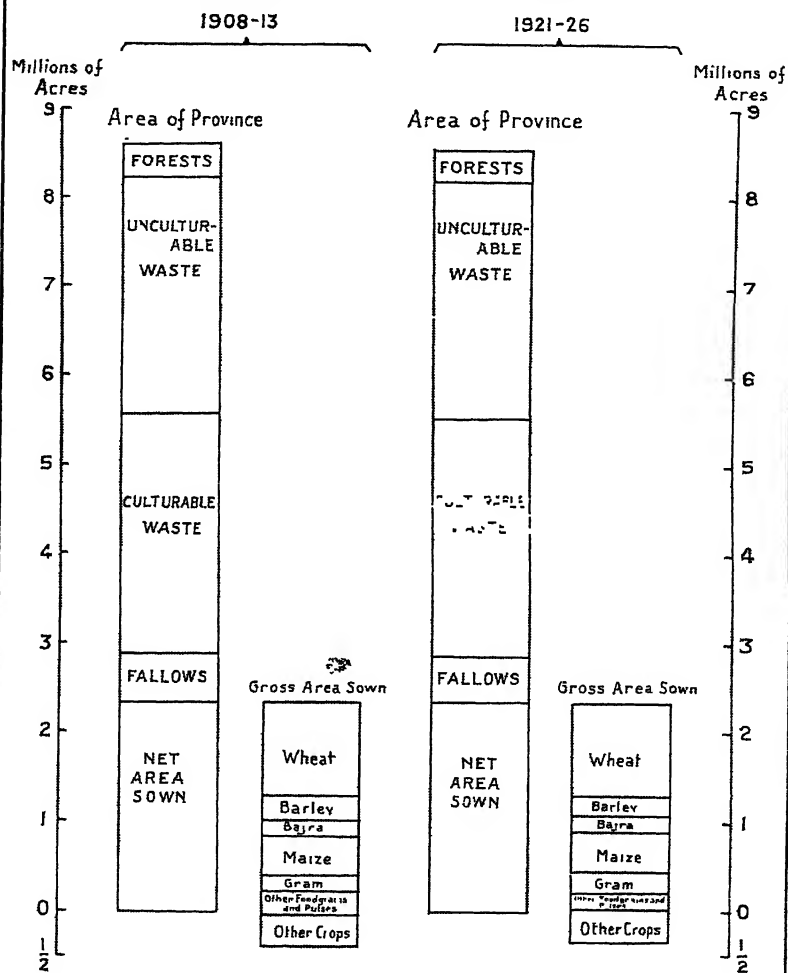 1908-13
1921-26
Millions of
Acres
Millions of
Acres
9
8
7
6
5
4
3
2
1
0
1/2
Area of Province
FORESTS
UNCULTUR-
ABLE
WASTE
CULTURABLE
WASTE
FALLOWS
NET
AREA
SOWN
Gross Area Sown
Wheat
Barley
Bajra
Maize
Gram
Other Foodgrains
and Pulses
Other Crops
Area of Province
FORESTS
UNCULTUR-
ABLE
WASTE
FALLOWS
NET
AREA
SOWN
Gross Area Sown
Wheat
Barley
Bajra
Maize
Gram
Other Foodgrains and
Pulses
Other Crops
9
8
7
6
5
4
3
2
1
0
1/2